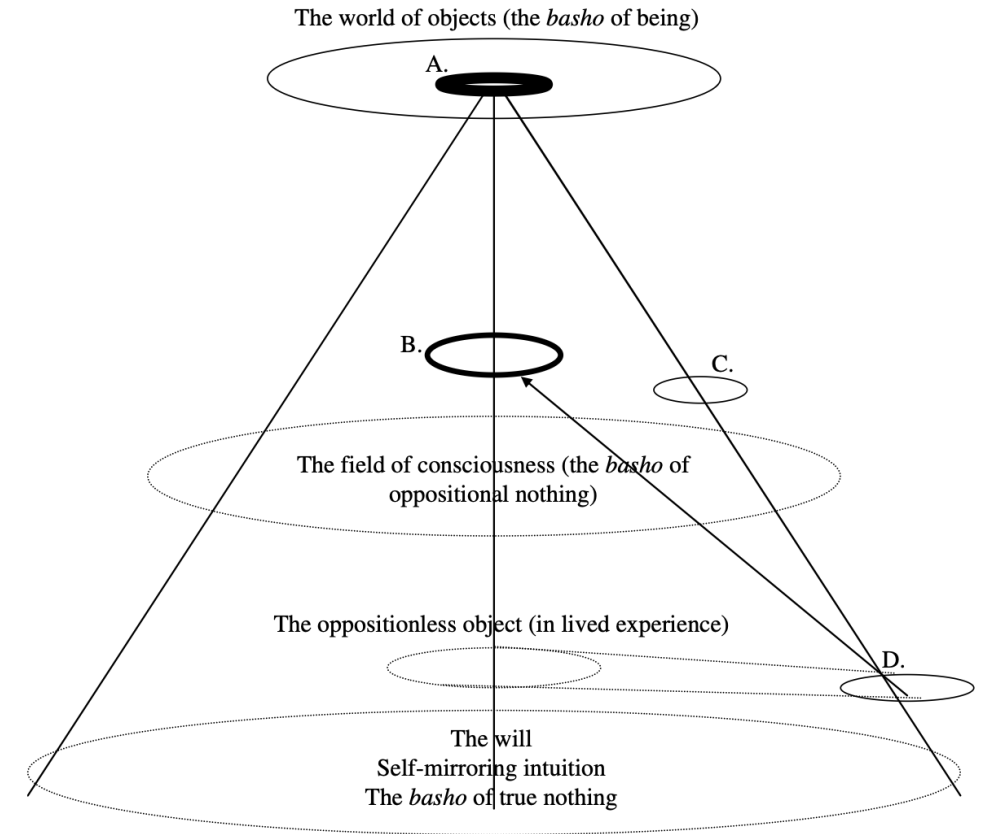 The world of objects (the basho of being)
A.
B.
C.
The field of consciousness (the basho of
oppositional nothing)
The oppositionless object (in lived experience)
D.
The will
Self-mirroring intuition
The basho of true nothing